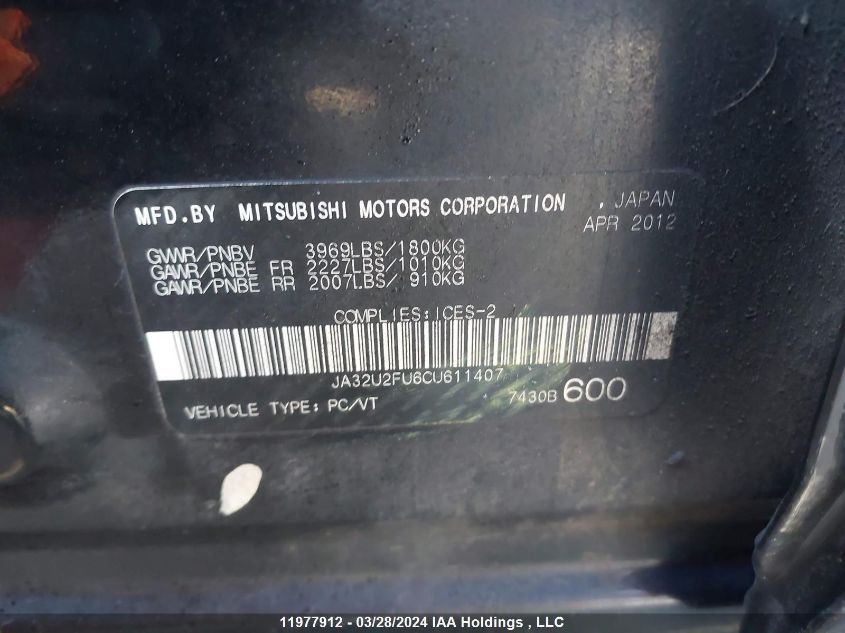 MFD.BY MITSUBISHI MOTORS CORPORATION , JAPAN
APR 2012
GVWR/PNBV 3969LBS/1800KG
GAWR/PNBE FR 2227LBS/1010KG
GAWR/PNBE RR 2007LBS/ 910KG
COMPLIES:ICES-2
JA32U2FU6CU611407
VEHICLE TYPE: PC/VT 7430B 600
11977912 - 03/28/2024 IAA Holdings , LLC